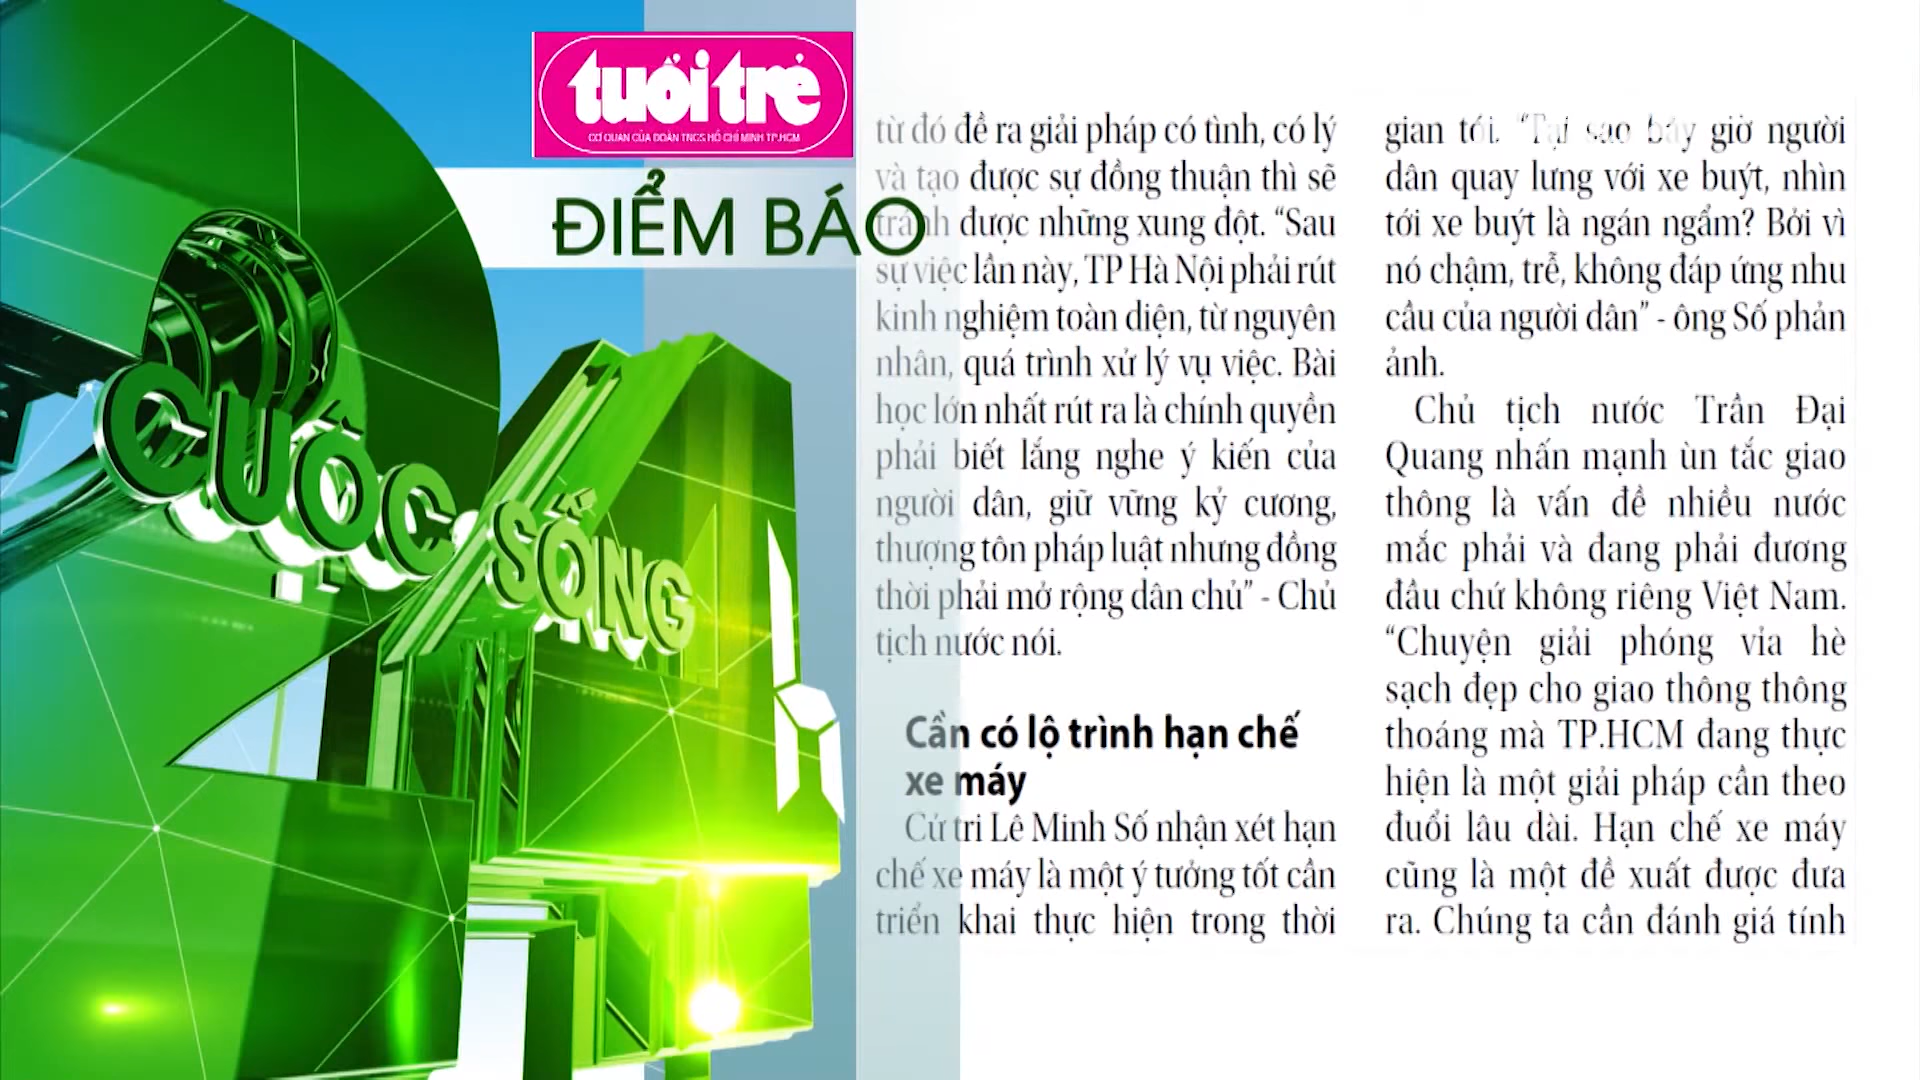 tuổi trẻ
CƠ QUAN CỦA ĐOÀN TNCS HỒ CHÍ MINH TP.HCM
ĐIỂM BÁO
CUỘC SỐNG
24h
từ đó đề ra giải pháp có tình, có lý
và tạo được sự đồng thuận thì sẽ
tránh được những xung đột. “Sau
sự việc lần này, TP Hà Nội phải rút
kinh nghiệm toàn diện, từ nguyên
nhân, quá trình xử lý vụ việc. Bài
học lớn nhất rút ra là chính quyền
phải biết lắng nghe ý kiến của
người dân, giữ vững kỷ cương,
thượng tôn pháp luật nhưng đồng
thời phải mở rộng dân chủ” - Chủ
tịch nước nói.
Cần có lộ trình hạn chế
xe máy
Cử tri Lê Minh Số nhận xét hạn
chế xe máy là một ý tưởng tốt cần
triển khai thực hiện trong thời
gian tới. “Tại sao bây giờ người
dân quay lưng với xe buýt, nhìn
tới xe buýt là ngán ngẩm? Bởi vì
nó chậm, trễ, không đáp ứng nhu
cầu của người dân” - ông Số phản
ảnh.
Chủ tịch nước Trần Đại
Quang nhấn mạnh ùn tắc giao
thông là vấn đề nhiều nước
mắc phải và đang phải đương
đầu chứ không riêng Việt Nam.
“Chuyện giải phóng vỉa hè
sạch đẹp cho giao thông thông
thoáng mà TP.HCM đang thực
hiện là một giải pháp cần theo
đuổi lâu dài. Hạn chế xe máy
cũng là một đề xuất được đưa
ra. Chúng ta cần đánh giá tính